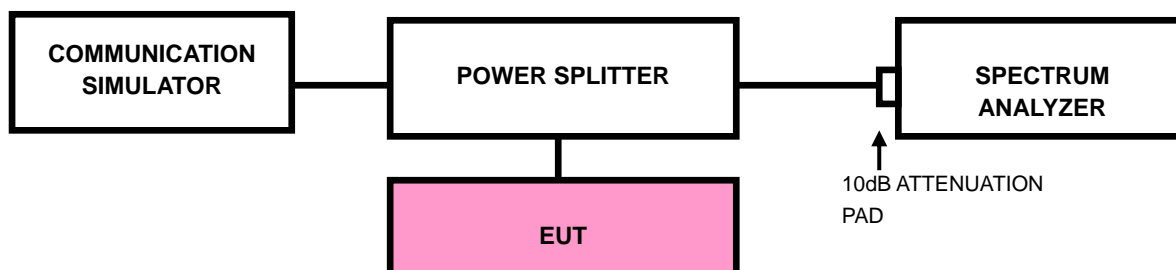 COMMUNICATION
SIMULATOR
POWER SPLITTER
SPECTRUM
ANALYZER
10dB ATTENUATION
PAD
EUT